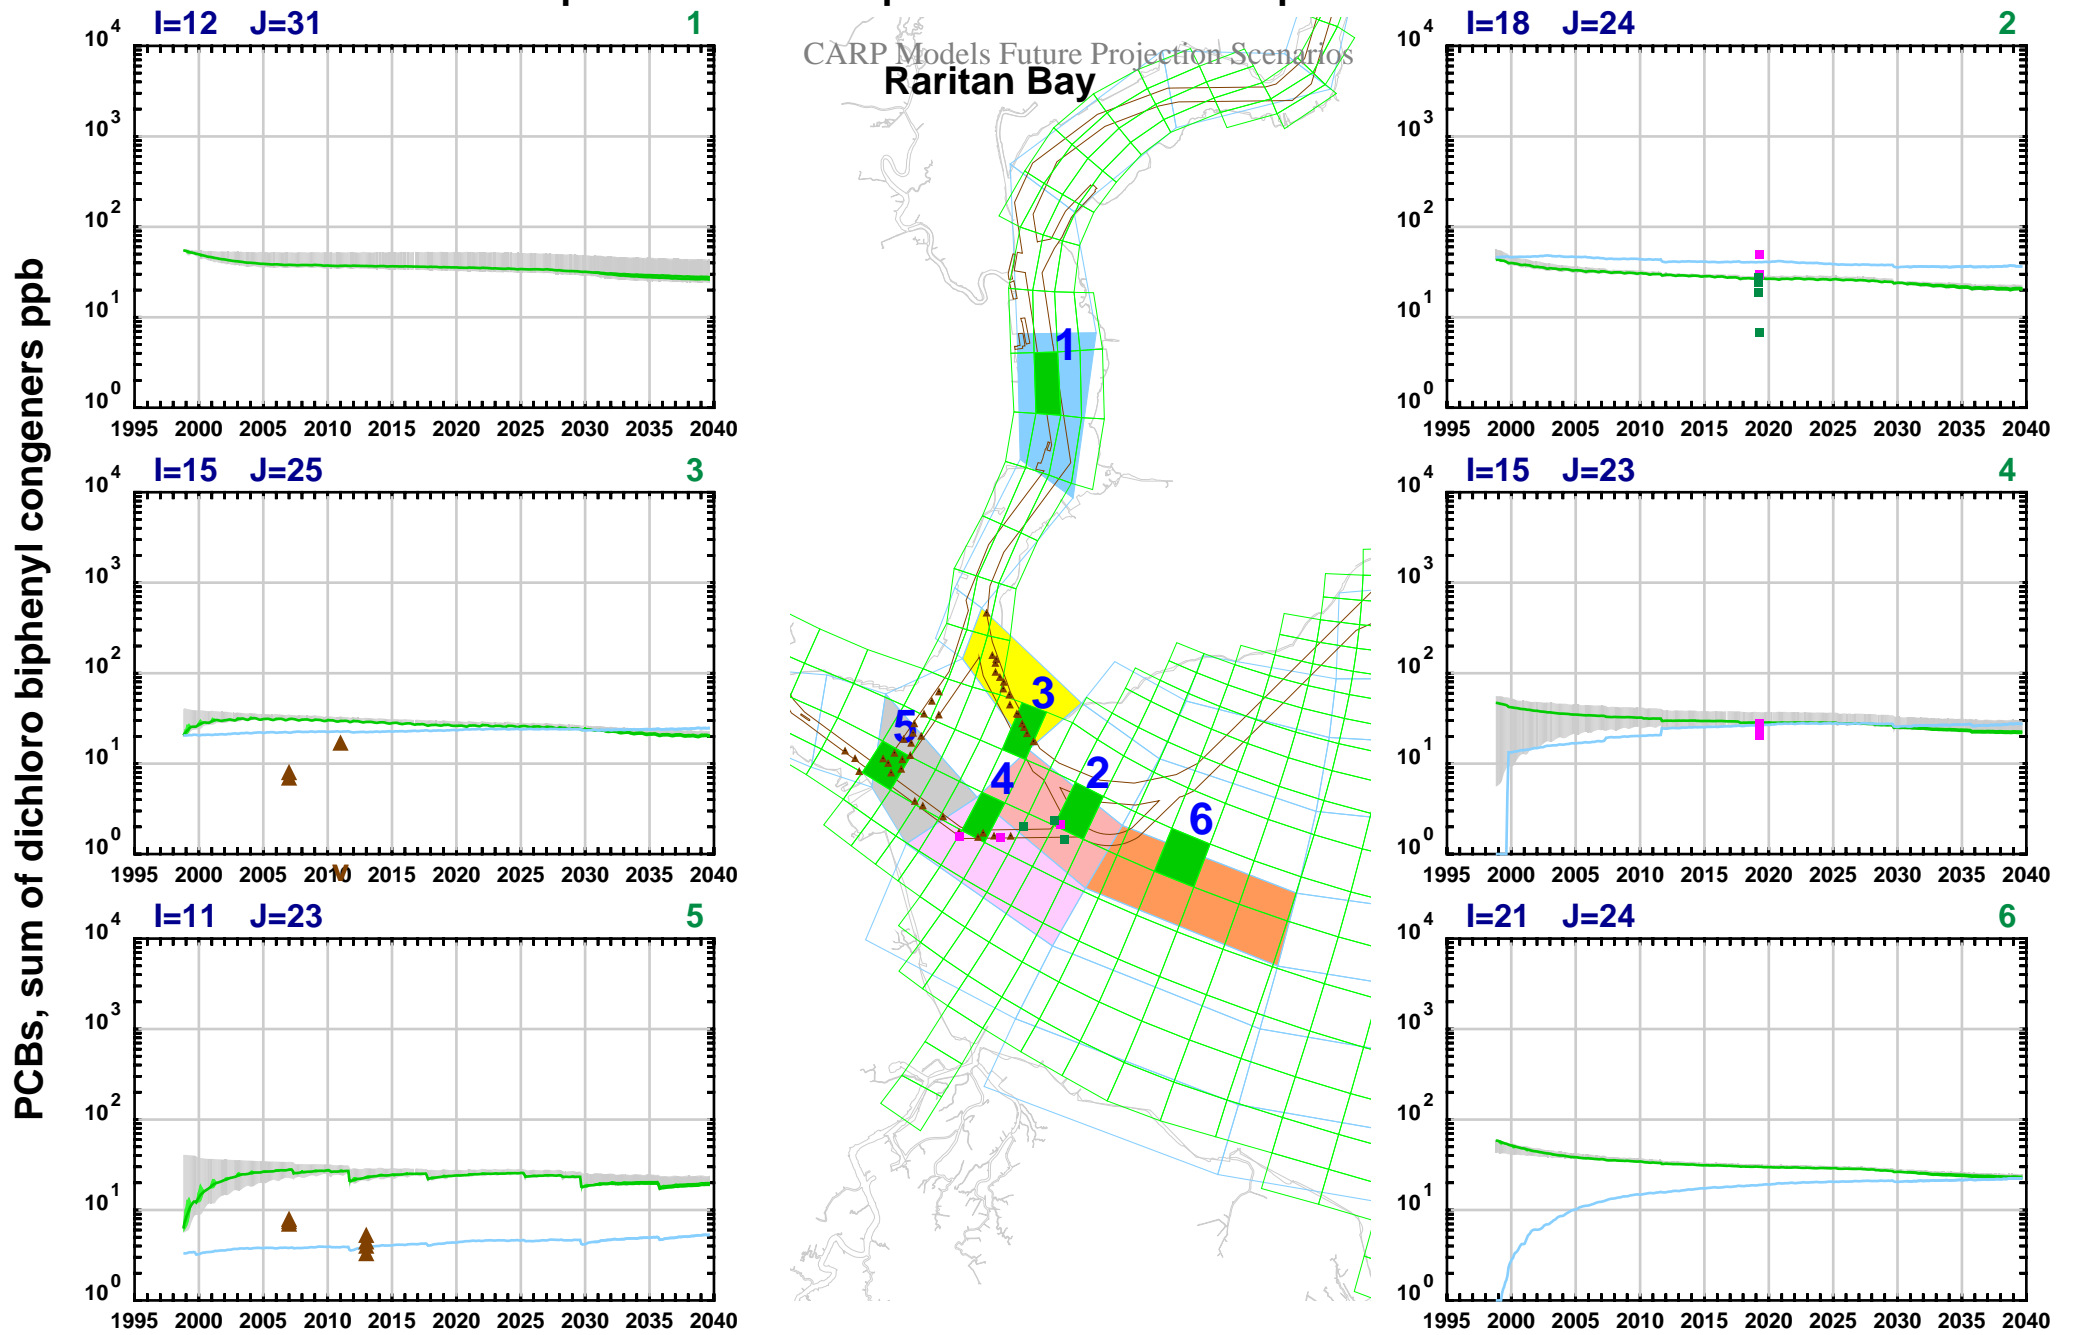 I=12 J=31 1
10^4
10^3
10^2
10^1
10^0
1995 2000 2005 2010 2015 2020 2025 2030 2035 2040
CARP Models Future Projection Scenarios
Raritan Bay
1
3
5
4
2
6
I=18 J=24 2
10^4
10^3
10^2
10^1
10^0
1995 2000 2005 2010 2015 2020 2025 2030 2035 2040
PCBs, sum of dichloro biphenyl congeners ppb
I=15 J=25 3
10^4
10^3
10^2
10^1
10^0
v
1995 2000 2005 2010 2015 2020 2025 2030 2035 2040
I=15 J=23 4
10^4
10^3
10^2
10^1
10^0
1995 2000 2005 2010 2015 2020 2025 2030 2035 2040
I=11 J=23 5
10^4
10^3
10^2
10^1
10^0
1995 2000 2005 2010 2015 2020 2025 2030 2035 2040
I=21 J=24 6
10^4
10^3
10^2
10^1
10^0
1995 2000 2005 2010 2015 2020 2025 2030 2035 2040